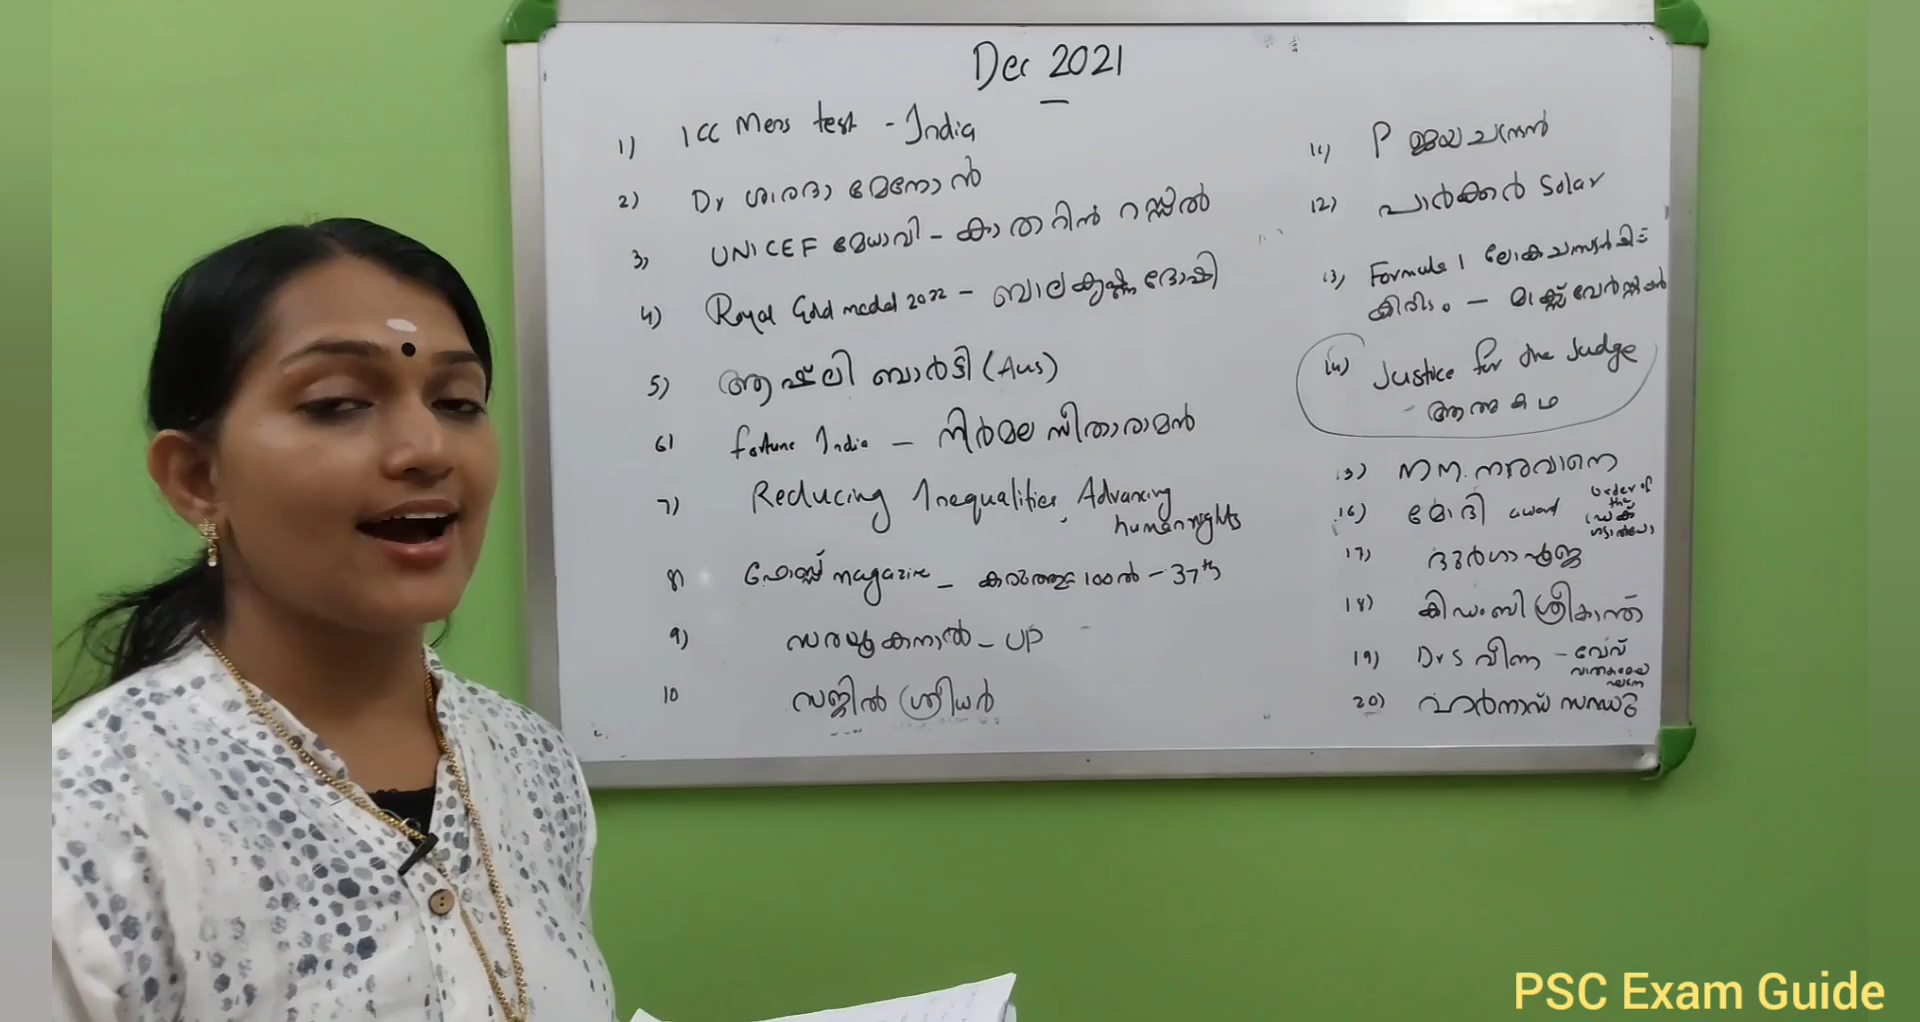 Dec 2021
1) ICC Mens test - India
2) Dr ശാരദാ മേനോൻ
3) UNICEF മേധാവി - കാതറിൻ റസ്സൽ
4) Royal Gold medal 2022 - ബാലകൃഷ്ണ ദോഷി
5) ആഷ്‌ലി ബാർട്ടി (Aus)
6) fortune India - നിർമല സീതാരാമൻ
7) Reducing Inequalities, Advancing
human rights
8) ഫോബ്സ് magazine - കരുത്തുറ്റ 100ൽ - 37th
9) സരയൂ കനാൽ - UP
10 സജിൽ ശ്രീധർ
11) P ജയചന്ദ്രൻ
12) പാർക്കർ Solar
13) Formula 1 ലോക ചാമ്പ്യൻഷിപ്പ്
കിരീടം - മാക്സ് വേർസ്റ്റപ്പൻ
14) Justice for the Judge
- ആത്മകഥ
15) എം.എം. നരവാനെ
16) മോദി award Order of
the
17) ദുർഗാപൂജ
18) കിഡംബി ശ്രീകാന്ത്
19) Dr S വീണ - വേവ്
20) ഹർനാസ് സന്ധു
PSC Exam Guide